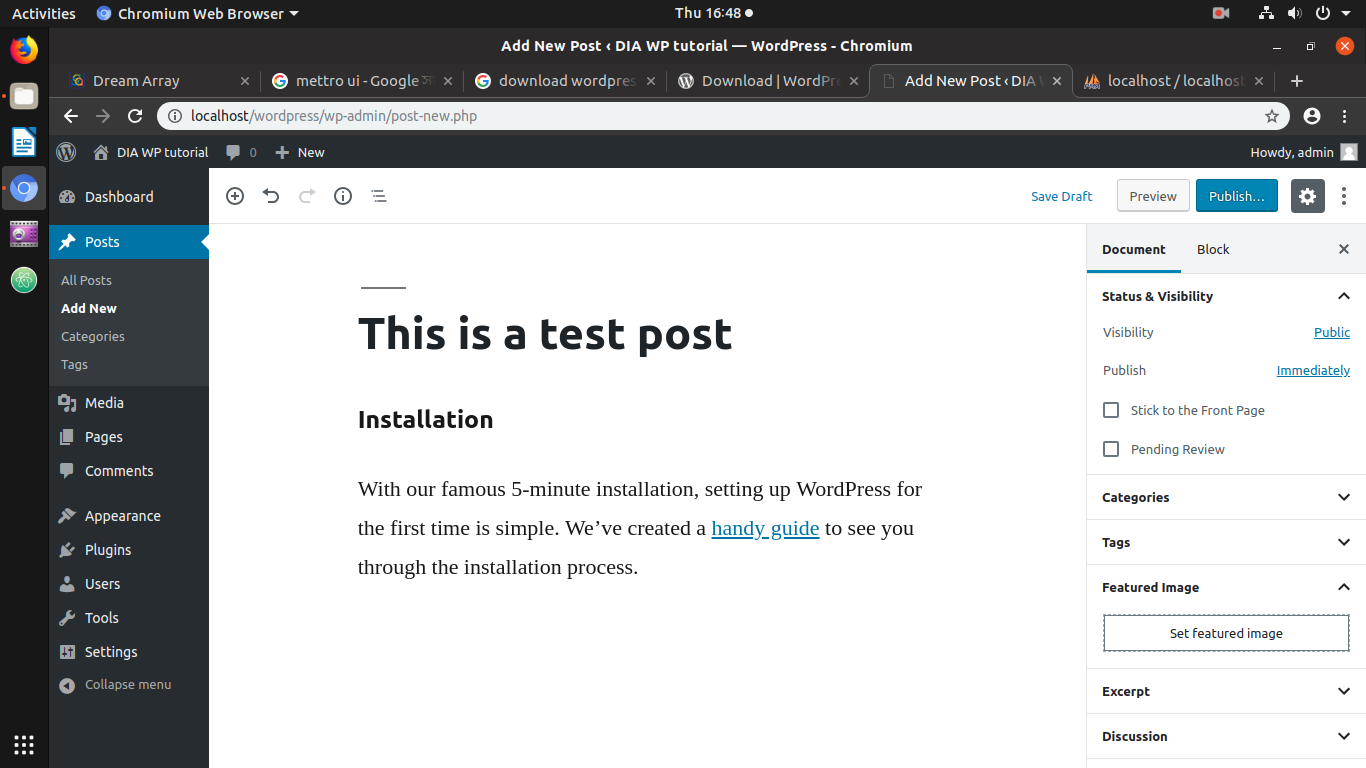 Activities
Chromium Web Browser
Thu 16:48
Add New Post ‹ DIA WP tutorial — WordPress - Chromium
Dream Array
mettro ui - Google
download wordpres
Download | WordPre
Add New Post ‹ DIA
localhost / localhost
localhost/wordpress/wp-admin/post-new.php
DIA WP tutorial
0
New
Howdy, admin
Dashboard
Posts
All Posts
Add New
Categories
Tags
Media
Pages
Comments
Appearance
Plugins
Users
Tools
Settings
Collapse menu
Save Draft
Preview
Publish...
This is a test post
Installation
With our famous 5-minute installation, setting up WordPress for
the first time is simple. We’ve created a handy guide to see you
through the installation process.
Document
Block
Status & Visibility
Visibility
Public
Publish
Immediately
Stick to the Front Page
Pending Review
Categories
Tags
Featured Image
Set featured image
Excerpt
Discussion